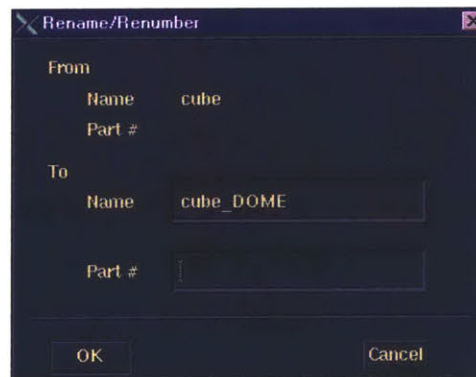 Rename/Renumber
From
Name cube
Part #
To
Name cube_DOME
Part #
OK Cancel